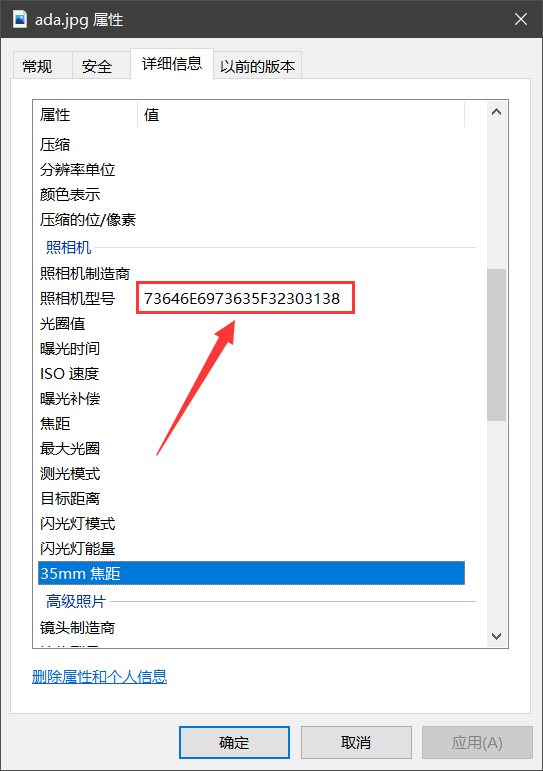 ada.jpg 属性
常规 安全 详细信息 以前的版本
属性 值
压缩
分辨率单位
颜色表示
压缩的位/像素
照相机
照相机制造商
照相机型号 73646E6973635F32303138
光圈值
曝光时间
ISO 速度
曝光补偿
焦距
最大光圈
测光模式
目标距离
闪光灯模式
闪光灯能量
35mm 焦距
高级照片
镜头制造商
删除属性和个人信息
确定 取消 应用(A)